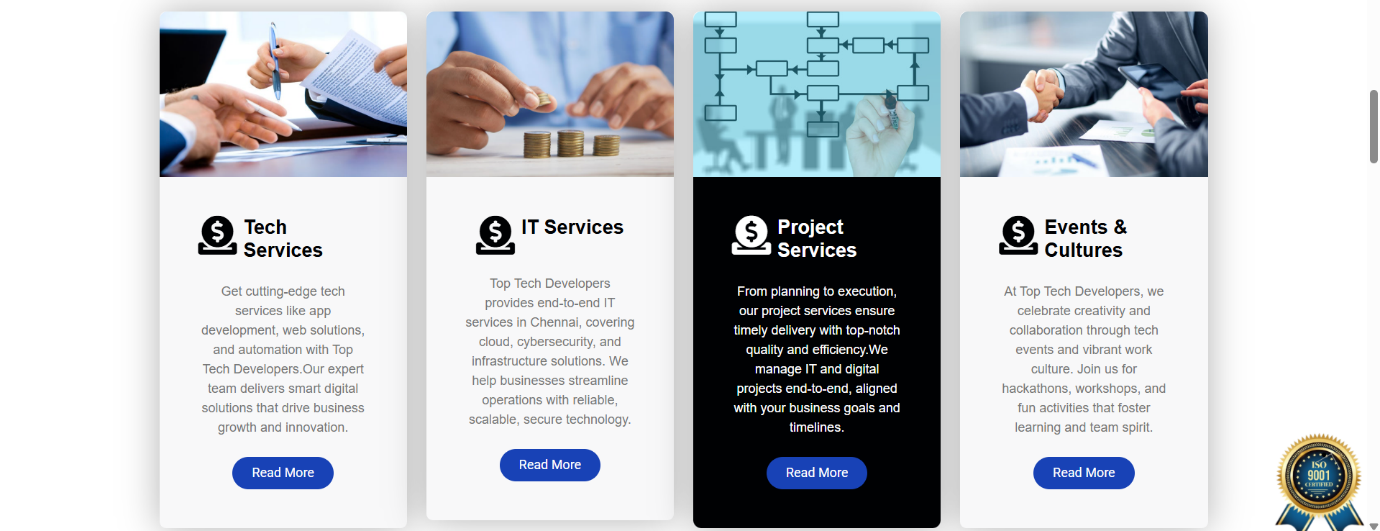 Tech
Services
Get cutting-edge tech
services like app
development, web solutions,
and automation with Top
Tech Developers.Our expert
team delivers smart digital
solutions that drive business
growth and innovation.
Read More
IT Services
Top Tech Developers
provides end-to-end IT
services in Chennai, covering
cloud, cybersecurity, and
infrastructure solutions. We
help businesses streamline
operations with reliable,
scalable, secure technology.
Read More
Project
Services
From planning to execution,
our project services ensure
timely delivery with top-notch
quality and efficiency.We
manage IT and digital
projects end-to-end, aligned
with your business goals and
timelines.
Read More
Events &
Cultures
At Top Tech Developers, we
celebrate creativity and
collaboration through tech
events and vibrant work
culture. Join us for
hackathons, workshops, and
fun activities that foster
learning and team spirit.
Read More
ISO
9001
CERTIFIED